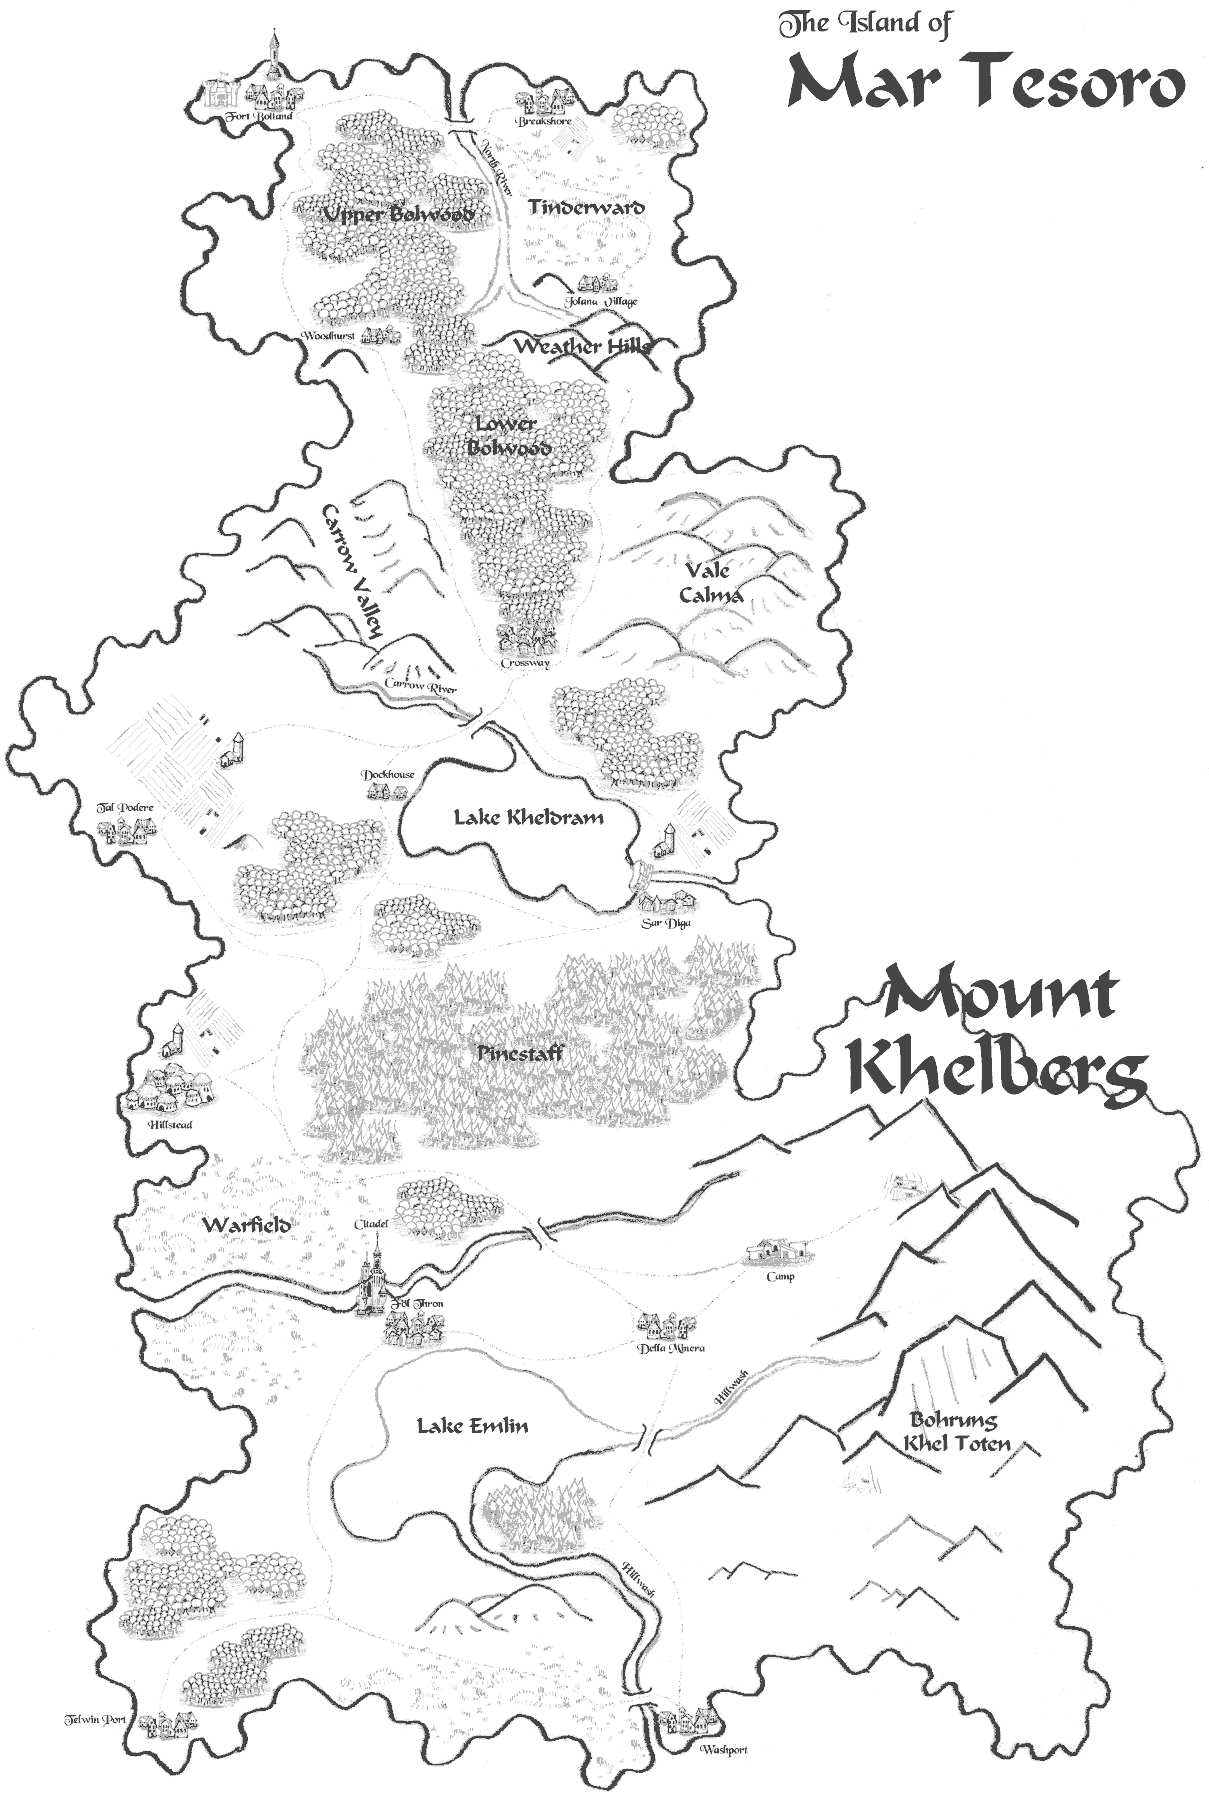 The Island of
Mar Tesoro
Fort Bolland
Breakshore
North River
Upper Bolwood
Tinderward
Jolanu Village
Woodhurst
Weather Hills
Lower
Bolwood
Carrow Valley
Vale
Calma
Crossway
Carrow River
Dockhouse
Lake Kheldram
Tal Podere
Sar Diga
Mount
Khelberg
Pinestaff
Hillstead
Warfield
Citadel
Camp
Fol Thron
Della Minera
Hillwash
Lake Emlin
Bohrung
Khel Toten
Hillwash
Telwin Port
Washport